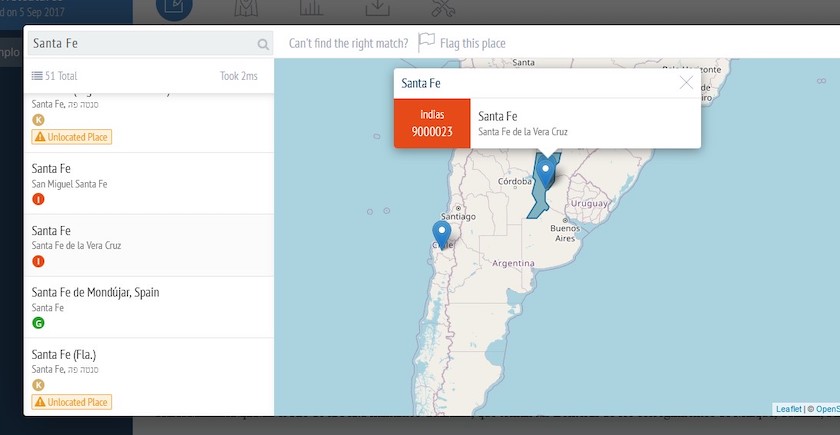 d on 5 Sep 2017
Santa Fe
Can't find the right match?
Flag this place
51 Total
Took 2ms
Santa Fe, סנטה פה
K
Unlocated Place
Santa Fe
San Miguel Santa Fe
I
Santa Fe
Santa Fe de la Vera Cruz
I
Santa Fe de Mondújar, Spain
Santa Fe
G
Santa Fe (Fla.)
Santa Fe, סנטה פה
K
Unlocated Place
Santa
Santa Fe
indias
9000023
Santa Fe
Santa Fe de la Vera Cruz
Córdoba
Santiago
Uruguay
Buenos
Aires
Chile
Argentina
Leaflet | © OpenS